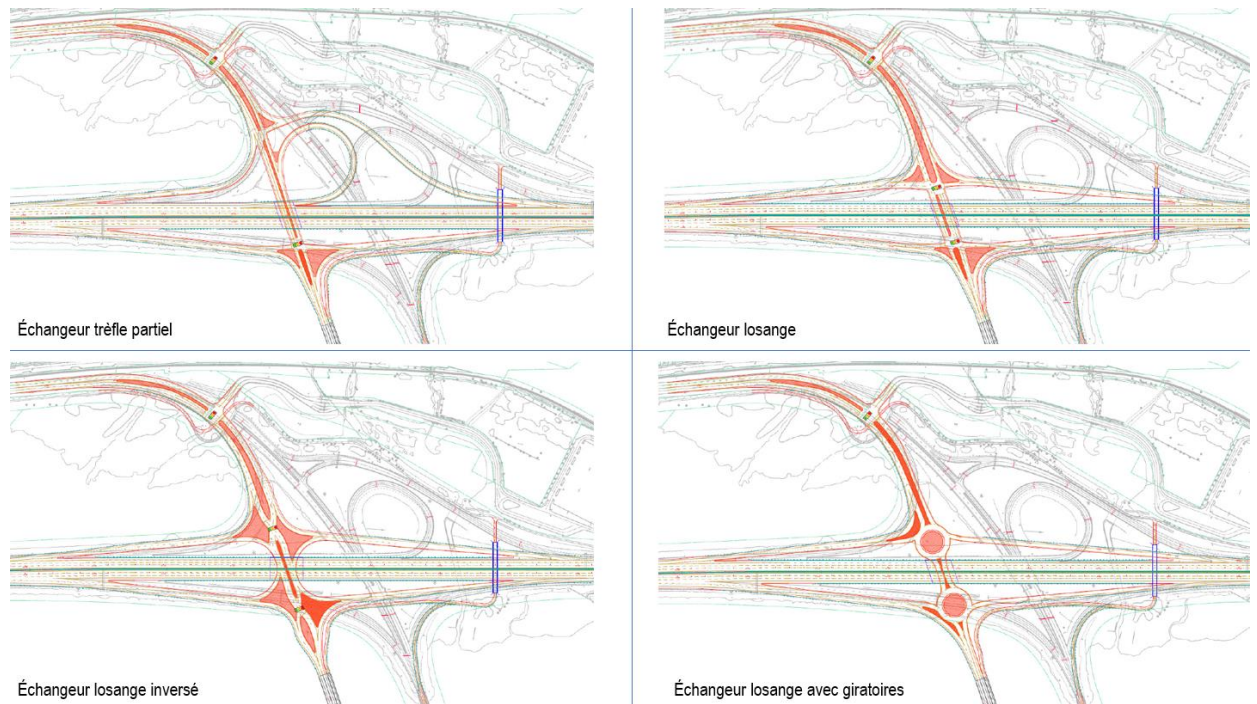 Échangeur trèfle partiel
Échangeur losange
Échangeur losange inversé
Échangeur losange avec giratoires